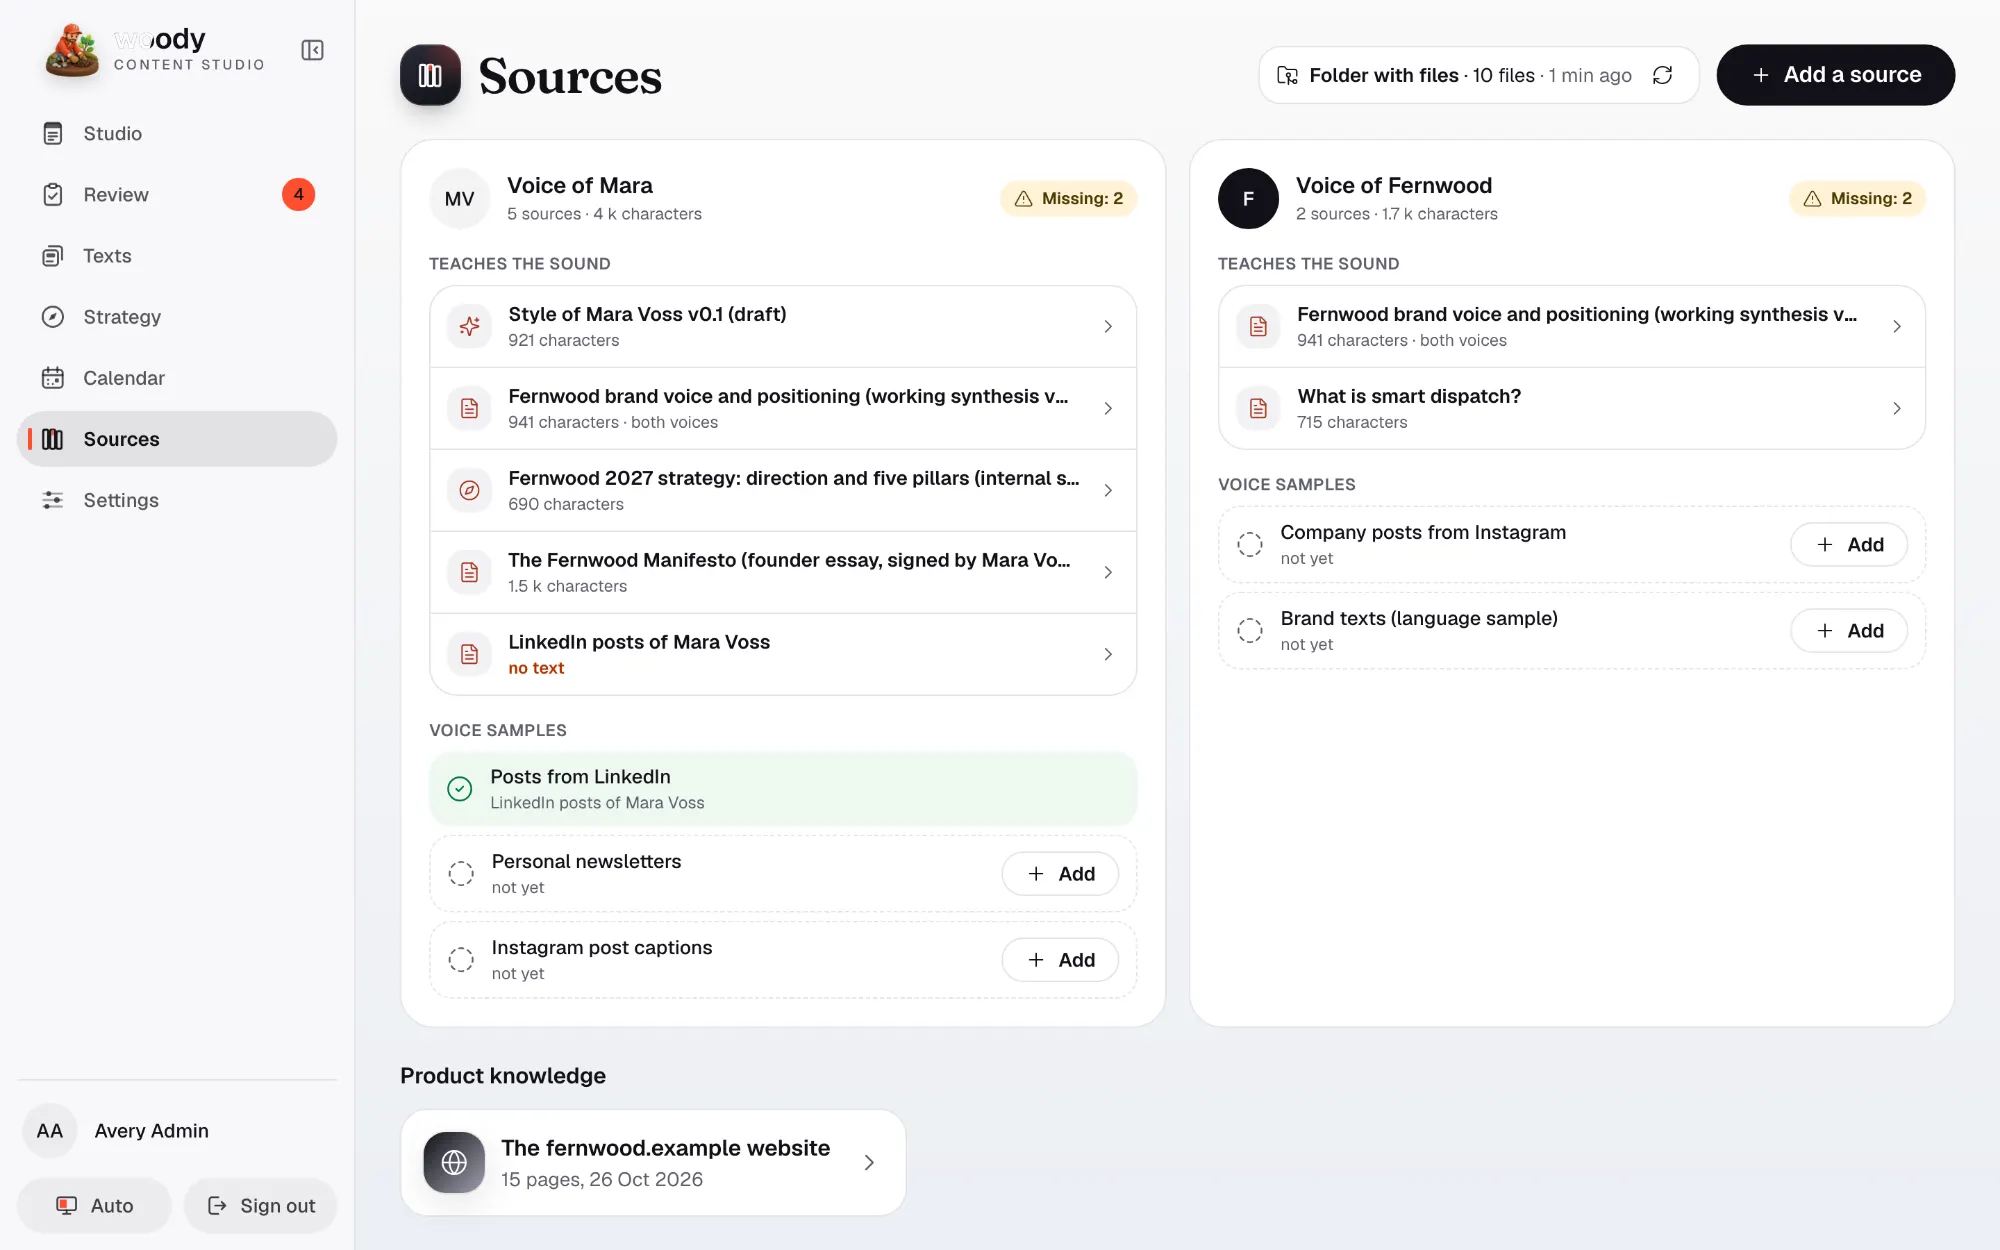 woody
CONTENT STUDIO
Studio
Review
4
Texts
Strategy
Calendar
Sources
Settings
AA
Avery Admin
Auto
Sign out
Sources
Folder with files · 10 files · 1 min ago
+ Add a source
MV
Voice of Mara
5 sources · 4 k characters
Missing: 2
TEACHES THE SOUND
Style of Mara Voss v0.1 (draft)
921 characters
Fernwood brand voice and positioning (working synthesis v...
941 characters · both voices
Fernwood 2027 strategy: direction and five pillars (internal s...
690 characters
The Fernwood Manifesto (founder essay, signed by Mara Vo...
1.5 k characters
LinkedIn posts of Mara Voss
no text
VOICE SAMPLES
Posts from LinkedIn
LinkedIn posts of Mara Voss
Personal newsletters
not yet
+ Add
Instagram post captions
not yet
+ Add
F
Voice of Fernwood
2 sources · 1.7 k characters
Missing: 2
TEACHES THE SOUND
Fernwood brand voice and positioning (working synthesis v...
941 characters · both voices
What is smart dispatch?
715 characters
VOICE SAMPLES
Company posts from Instagram
not yet
+ Add
Brand texts (language sample)
not yet
+ Add
Product knowledge
The fernwood.example website
15 pages, 26 Oct 2026